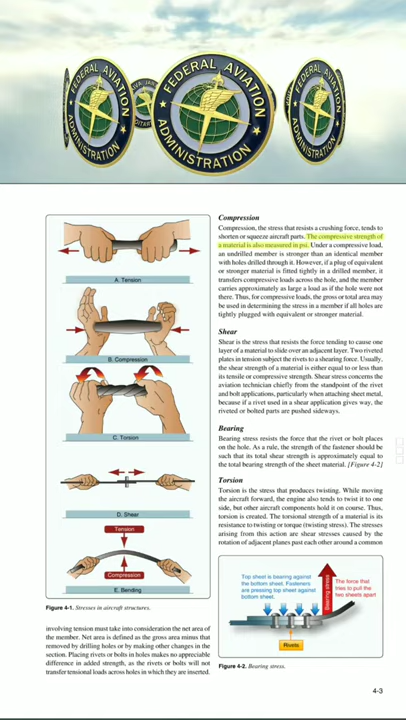 FEDERAL AVIATION
ADMINISTRATION
FEDERAL AVIATION
ADMINISTRATION
FEDERAL AVIATION
ADMINISTRATION
A. Tension
B. Compression
C. Torsion
D. Shear
Tension
Compression
E. Bending
Figure 4-1. Stresses in aircraft structures.
involving tension must take into consideration the net area of
the member. Net area is defined as the gross area minus that
removed by drilling holes or by making other changes in the
section. Placing rivets or bolts in holes makes no appreciable
difference in added strength, as the rivets or bolts will not
transfer tensional loads across holes in which they are inserted.
Compression
Compression, the stress that resists a crushing force, tends to
shorten or squeeze aircraft parts. The compressive strength of
a material is also measured in psi. Under a compressive load,
an undrilled member is stronger than an identical member
with holes drilled through it. However, if a plug of equivalent
or stronger material is fitted tightly in a drilled member, it
transfers compressive loads across the hole, and the member
carries approximately as large a load as if the hole were not
there. Thus, for compressive loads, the gross or total area may
be used in determining the stress in a member if all holes are
tightly plugged with equivalent or stronger material.
Shear
Shear is the stress that resists the force tending to cause one
layer of a material to slide over an adjacent layer. Two riveted
plates in tension subject the rivets to a shearing force. Usually,
the shear strength of a material is either equal to or less than
its tensile or compressive strength. Shear stress concerns the
aviation technician chiefly from the standpoint of the rivet
and bolt applications, particularly when attaching sheet metal,
because if a rivet used in a shear application gives way, the
riveted or bolted parts are pushed sideways.
Bearing
Bearing stress resists the force that the rivet or bolt places
on the hole. As a rule, the strength of the fastener should be
such that its total shear strength is approximately equal to
the total bearing strength of the sheet material. [Figure 4-2]
Torsion
Torsion is the stress that produces twisting. While moving
the aircraft forward, the engine also tends to twist it to one
side, but other aircraft components hold it on course. Thus,
torsion is created. The torsional strength of a material is its
resistance to twisting or torque (twisting stress). The stresses
arising from this action are shear stresses caused by the
rotation of adjacent planes past each other around a common
Top sheet is bearing against
the bottom sheet. Fasteners
are pressing top sheet against
bottom sheet.
Bearing stress
The force that
tries to pull the
two sheets apart
Rivets
Figure 4-2. Bearing stress.
4-3